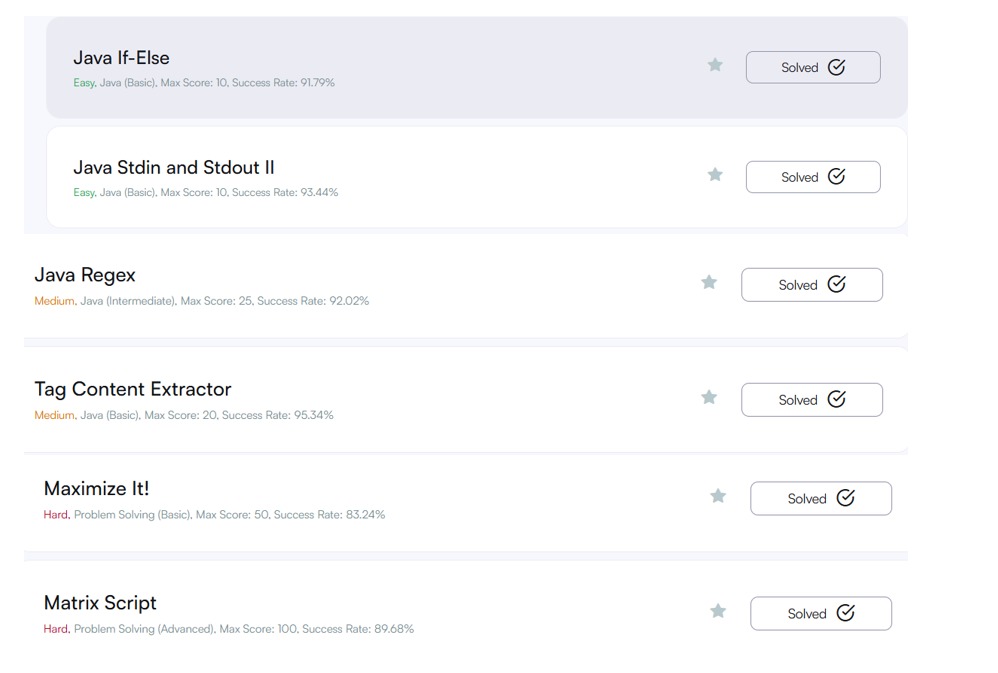 Java If-Else
Solved
Easy, Java (Basic), Max Score: 10, Success Rate: 91.79%
Java Stdin and Stdout II
Solved
Easy, Java (Basic), Max Score: 10, Success Rate: 93.44%
Java Regex
Solved
Medium, Java (Intermediate), Max Score: 25, Success Rate: 92.02%
Tag Content Extractor
Solved
Medium, Java (Basic), Max Score: 20, Success Rate: 95.34%
Maximize It!
Solved
Hard, Problem Solving (Basic), Max Score: 50, Success Rate: 83.24%
Matrix Script
Solved
Hard, Problem Solving (Advanced), Max Score: 100, Success Rate: 89.68%